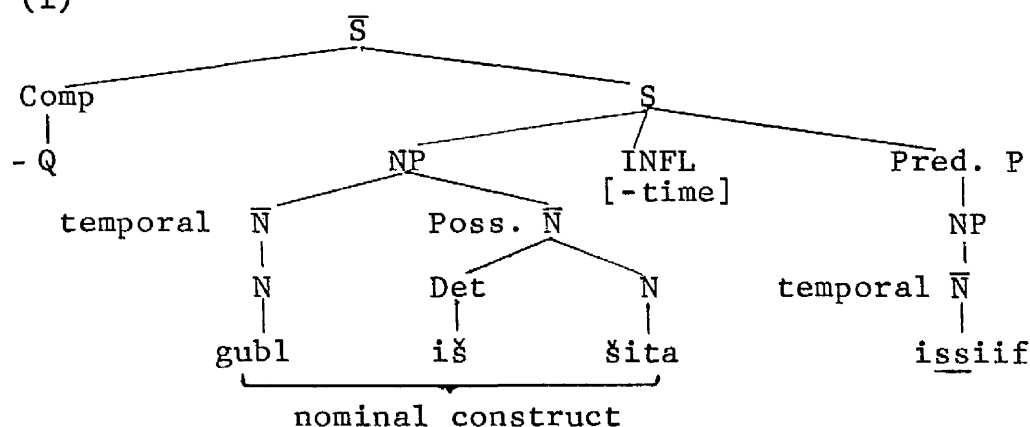 (1)
S̄
Comp S
- Q NP INFL Pred. P
[-time]
temporal N̄ Poss. N̄ NP
N Det N temporal N̄
gubl iš šita issiif
nominal construct